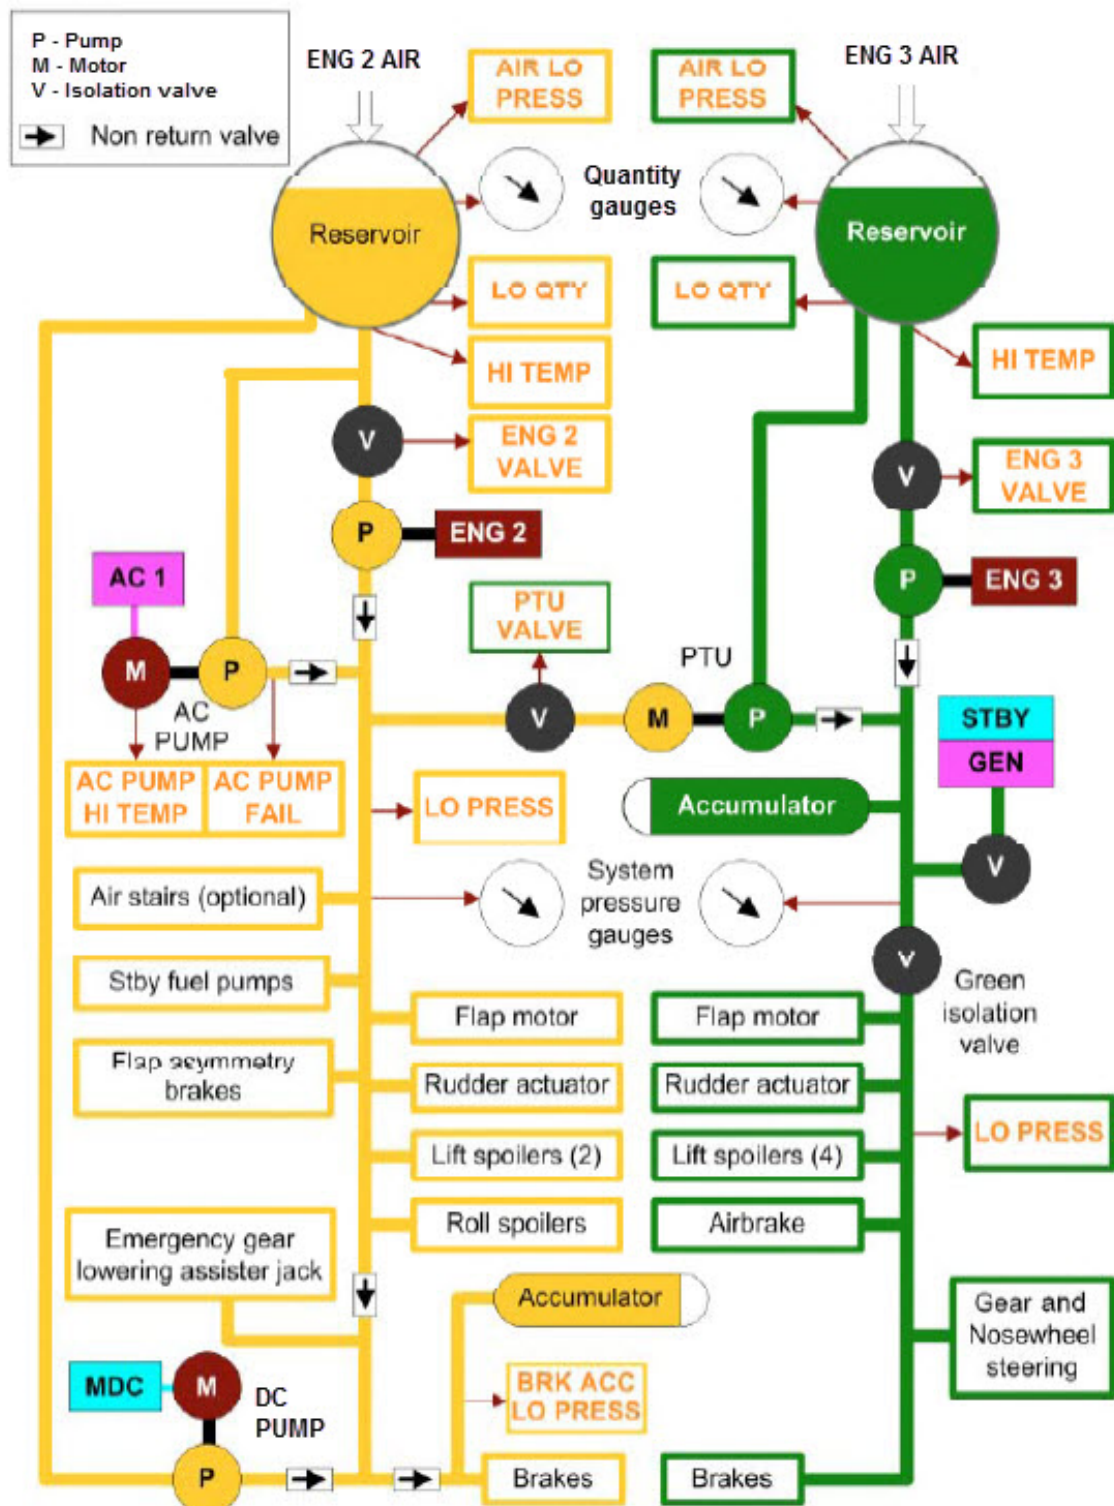 P - Pump
M - Motor
V - Isolation valve
Non return valve
ENG 2 AIR
AIR LO
PRESS
AIR LO
PRESS
ENG 3 AIR
Quantity
gauges
Reservoir
Reservoir
LO QTY
LO QTY
HI TEMP
HI TEMP
V
ENG 2
VALVE
V
ENG 3
VALVE
P
ENG 2
P
ENG 3
AC 1
PTU
VALVE
M
P
AC
PUMP
V
M
PTU
P
STBY
GEN
AC PUMP
HI TEMP
AC PUMP
FAIL
LO PRESS
Accumulator
V
Air stairs (optional)
System
pressure
gauges
V
Green
isolation
valve
Stby fuel pumps
Flap motor
Flap motor
Flap asymmetry
brakes
Rudder actuator
Rudder actuator
LO PRESS
Lift spoilers (2)
Lift spoilers (4)
Roll spoilers
Airbrake
Emergency gear
lowering assister jack
Accumulator
Gear and
Nosewheel
steering
MDC
M
DC
PUMP
BRK ACC
LO PRESS
P
Brakes
Brakes